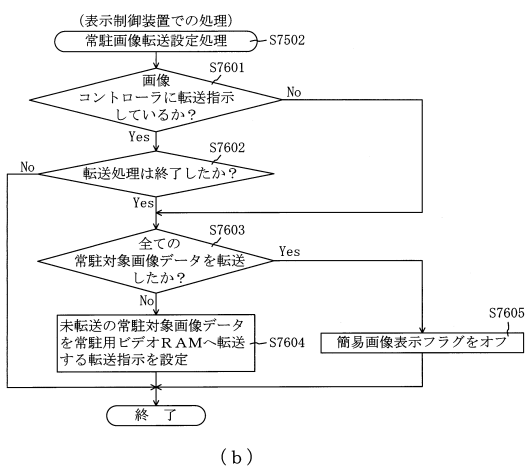 (表示制御装置での処理)
常駐画像転送設定処理
S7502
S7601
画像
コントローラに転送指示
しているか?
No
Yes
S7602
No
転送処理は終了したか?
Yes
S7603
全ての
常駐対象画像データを転送
したか?
Yes
No
未転送の常駐対象画像データ
を常駐用ビデオRAMへ転送
する転送指示を設定
S7604
S7605
簡易画像表示フラグをオフ
終 了
(b)